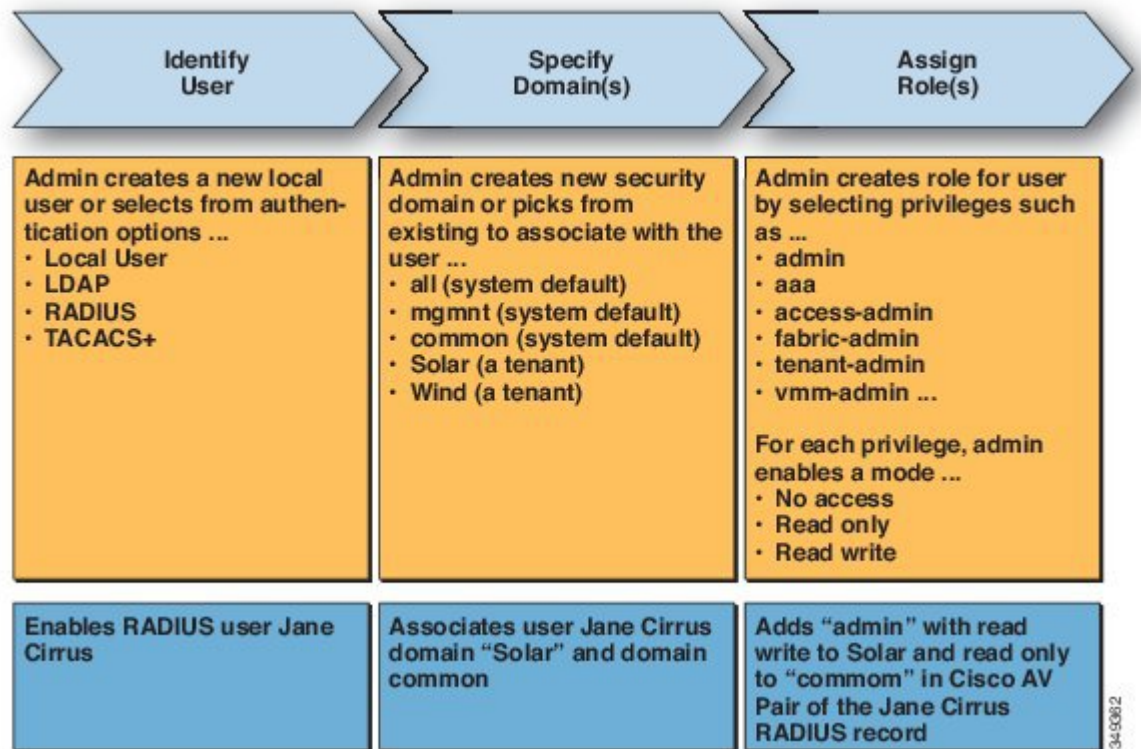 Identify
User
Specify
Domain(s)
Assign
Role(s)
Admin creates a new local
user or selects from authen-
tication options ...
• Local User
• LDAP
• RADIUS
• TACACS+
Admin creates new security
domain or picks from
existing to associate with the
user ...
• all (system default)
• mgmnt (system default)
• common (system default)
• Solar (a tenant)
• Wind (a tenant)
Admin creates role for user
by selecting privileges such
as ...
• admin
• aaa
• access-admin
• fabric-admin
• tenant-admin
• vmm-admin ...
For each privilege, admin
enables a mode ...
• No access
• Read only
• Read write
Enables RADIUS user Jane
Cirrus
Associates user Jane Cirrus
domain “Solar” and domain
common
Adds “admin” with read
write to Solar and read only
to “commom” in Cisco AV
Pair of the Jane Cirrus
RADIUS record
349362